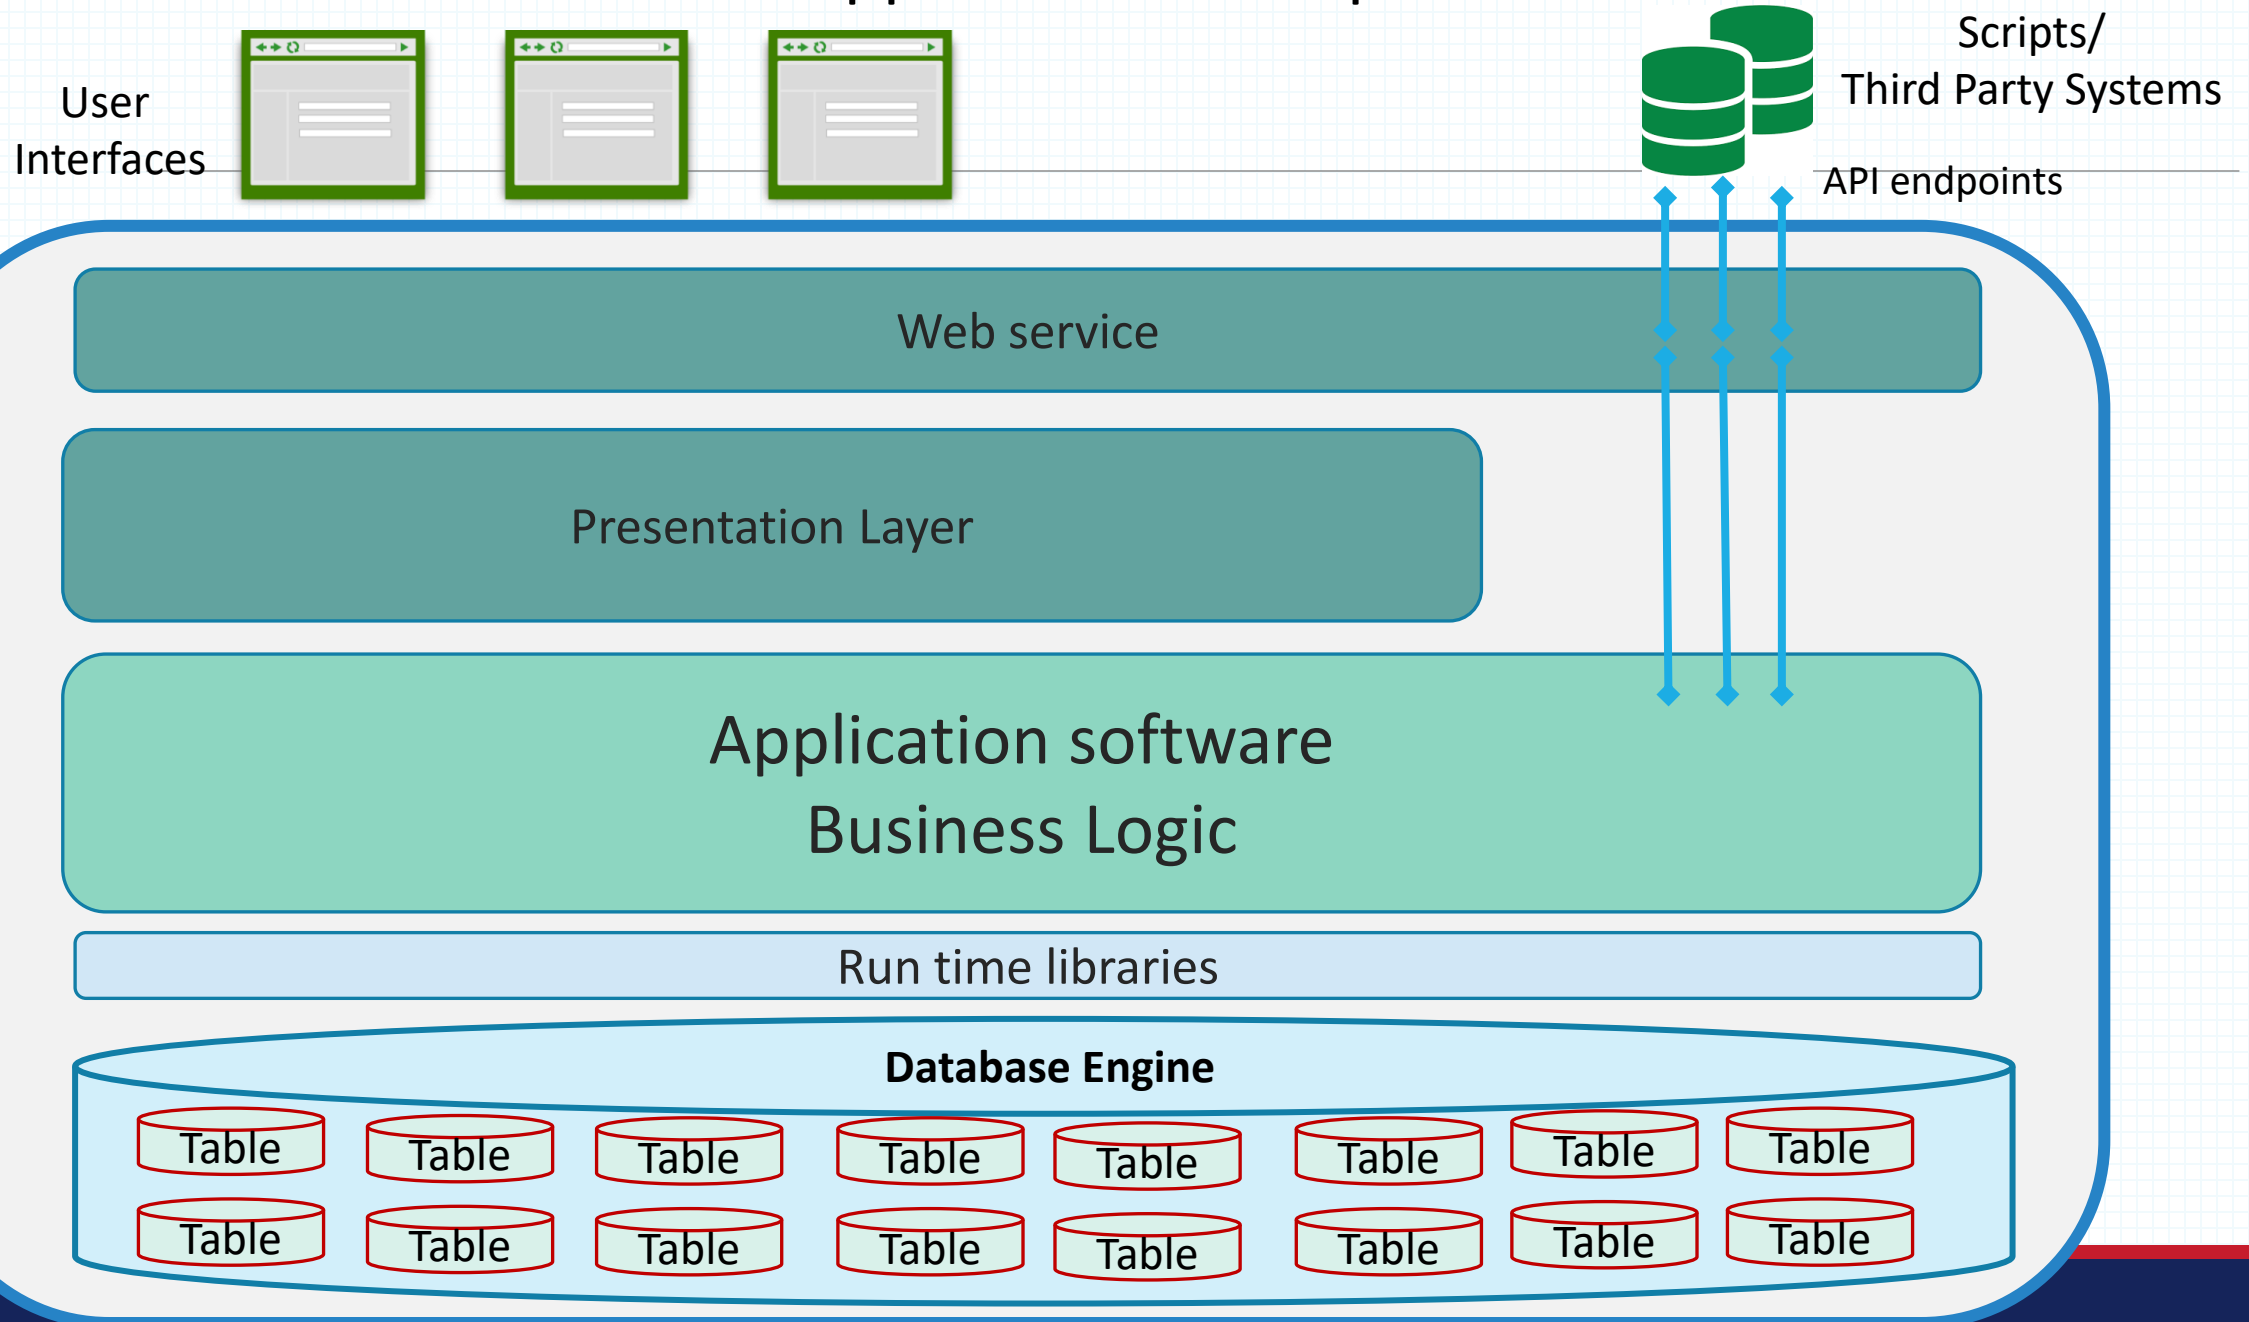 Scripts/
Third Party Systems
User
Interfaces
API endpoints
Web service
Presentation Layer
Application software
Business Logic
Run time libraries
Database Engine
Table Table Table Table Table Table Table Table
Table Table Table Table Table Table Table Table